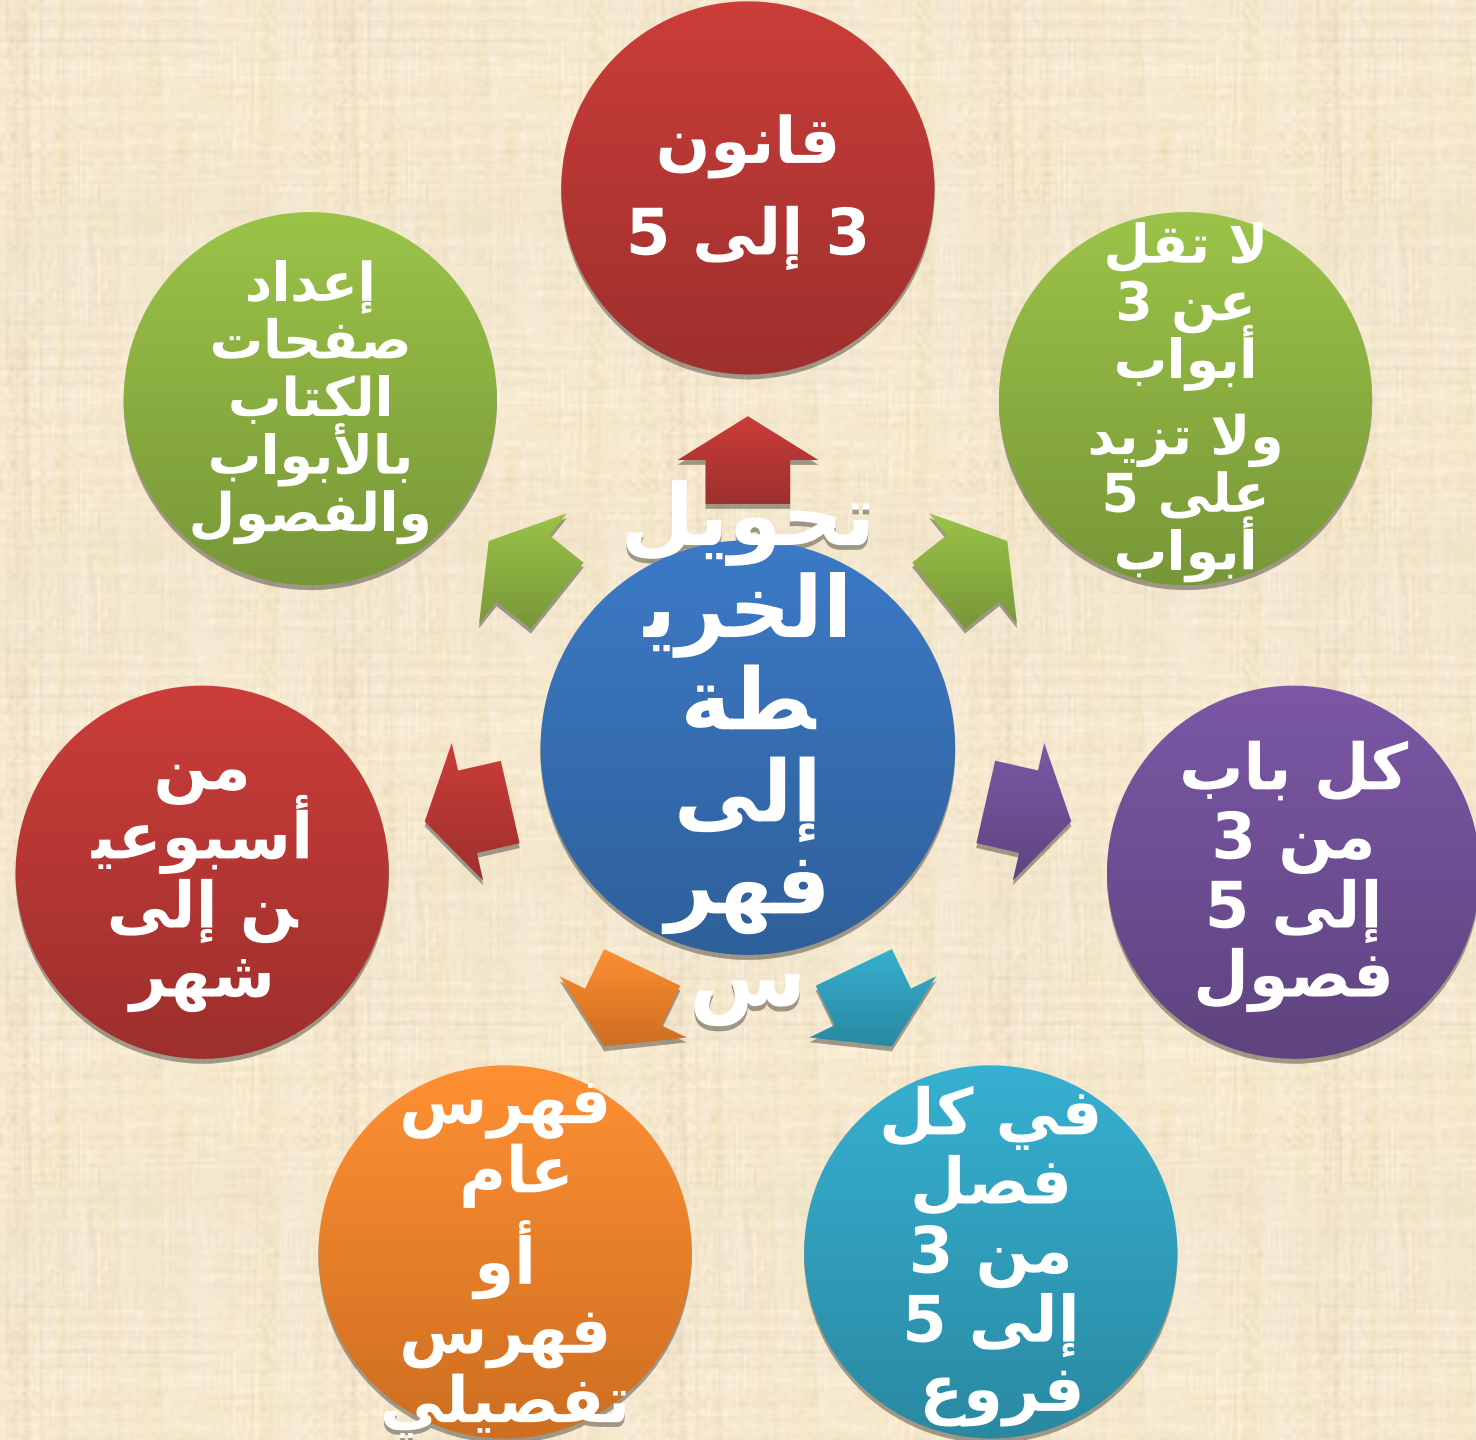 قانون
3 إلى 5
لا تقل
عن 3
أبواب
ولا تزيد
على 5
أبواب
كل باب
من 3
إلى 5
فصول
في كل
فصل
من 3
إلى 5
فروع
فهرس
عام
أو
فهرس
تفصيلي
من
أسبوعي
ن إلى
شهر
إعداد
صفحات
الكتاب
بالأبواب
والفصول
تحويل
الخري
طة
إلى
فهر
س